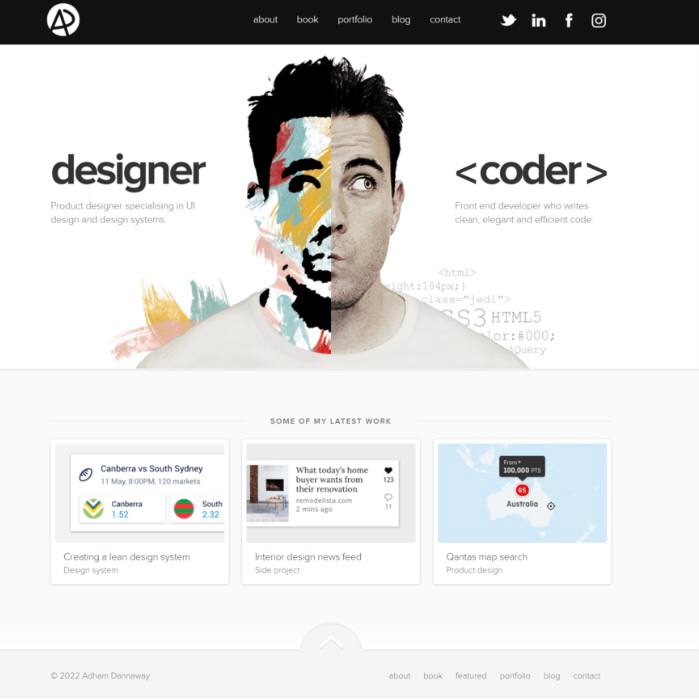 AD
about book portfolio blog contact
designer
Product designer specialising in UI
design and design systems.
<coder>
Front end developer who writes
clean, elegant and efficient code.
<html>
eight:184px;}
class="jedi">
CSS3 HTML5
color:#000;
jQuery
SOME OF MY LATEST WORK
Canberra vs South Sydney
11 May, 8:00PM, 120 markets
Canberra
1.52
South
2.32
Creating a lean design system
Design system
What today's home
buyer wants from
their renovation
remodelista.com
2 mins ago
123
11
Interior design news feed
Side project
From*
100,000 PTS
Australia
Qantas map search
Product design
© 2022 Adham Dannaway
about book featured portfolio blog contact